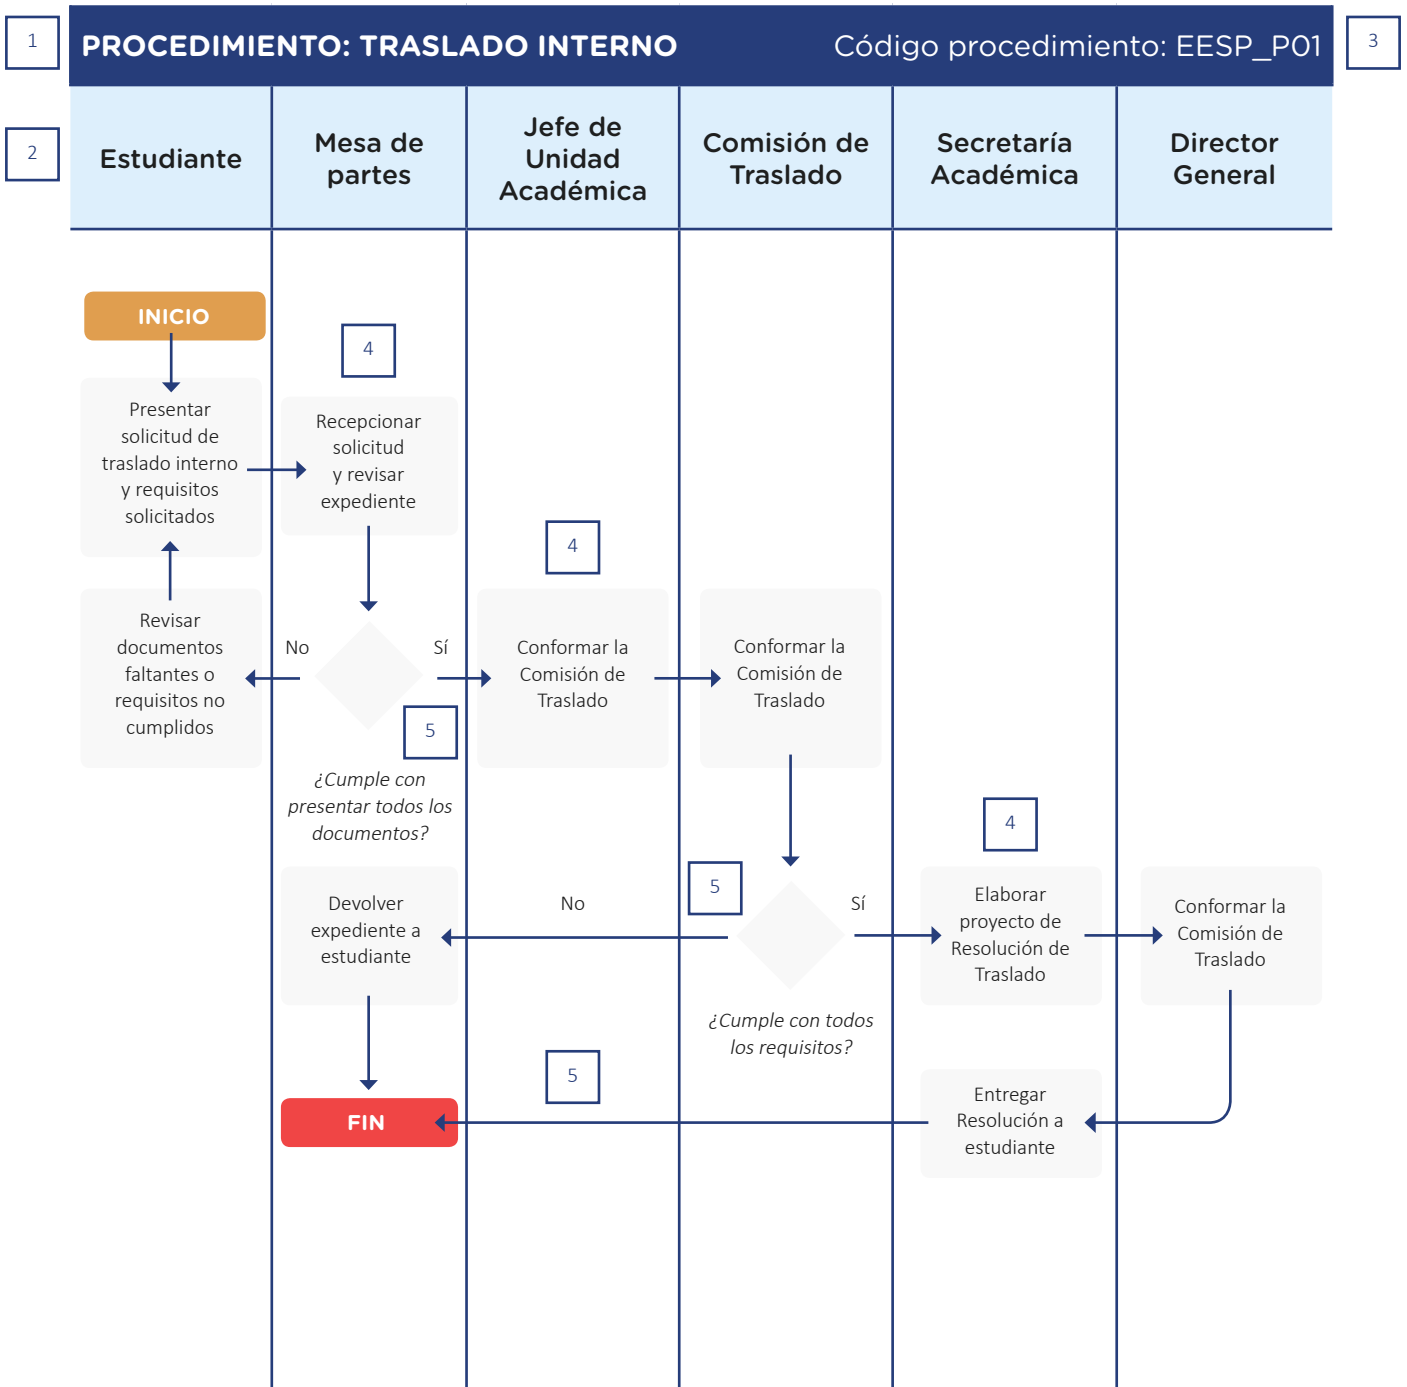 1
PROCEDIMIENTO: TRASLADO INTERNO
Código procedimiento: EESP_P01
3
2
Estudiante
Mesa de
partes
Jefe de
Unidad
Académica
Comisión de
Traslado
Secretaría
Académica
Director
General
INICIO
4
Presentar
solicitud de
traslado interno
y requisitos
solicitados
Recepcionar
solicitud
y revisar
expediente
4
Revisar
documentos
faltantes o
requisitos no
cumplidos
No
Sí
5
¿Cumple con
presentar todos los
documentos?
Conformar la
Comisión de
Traslado
Conformar la
Comisión de
Traslado
4
5
No
Sí
¿Cumple con todos
los requisitos?
Devolver
expediente a
estudiante
Elaborar
proyecto de
Resolución de
Traslado
Conformar la
Comisión de
Traslado
5
FIN
Entregar
Resolución a
estudiante